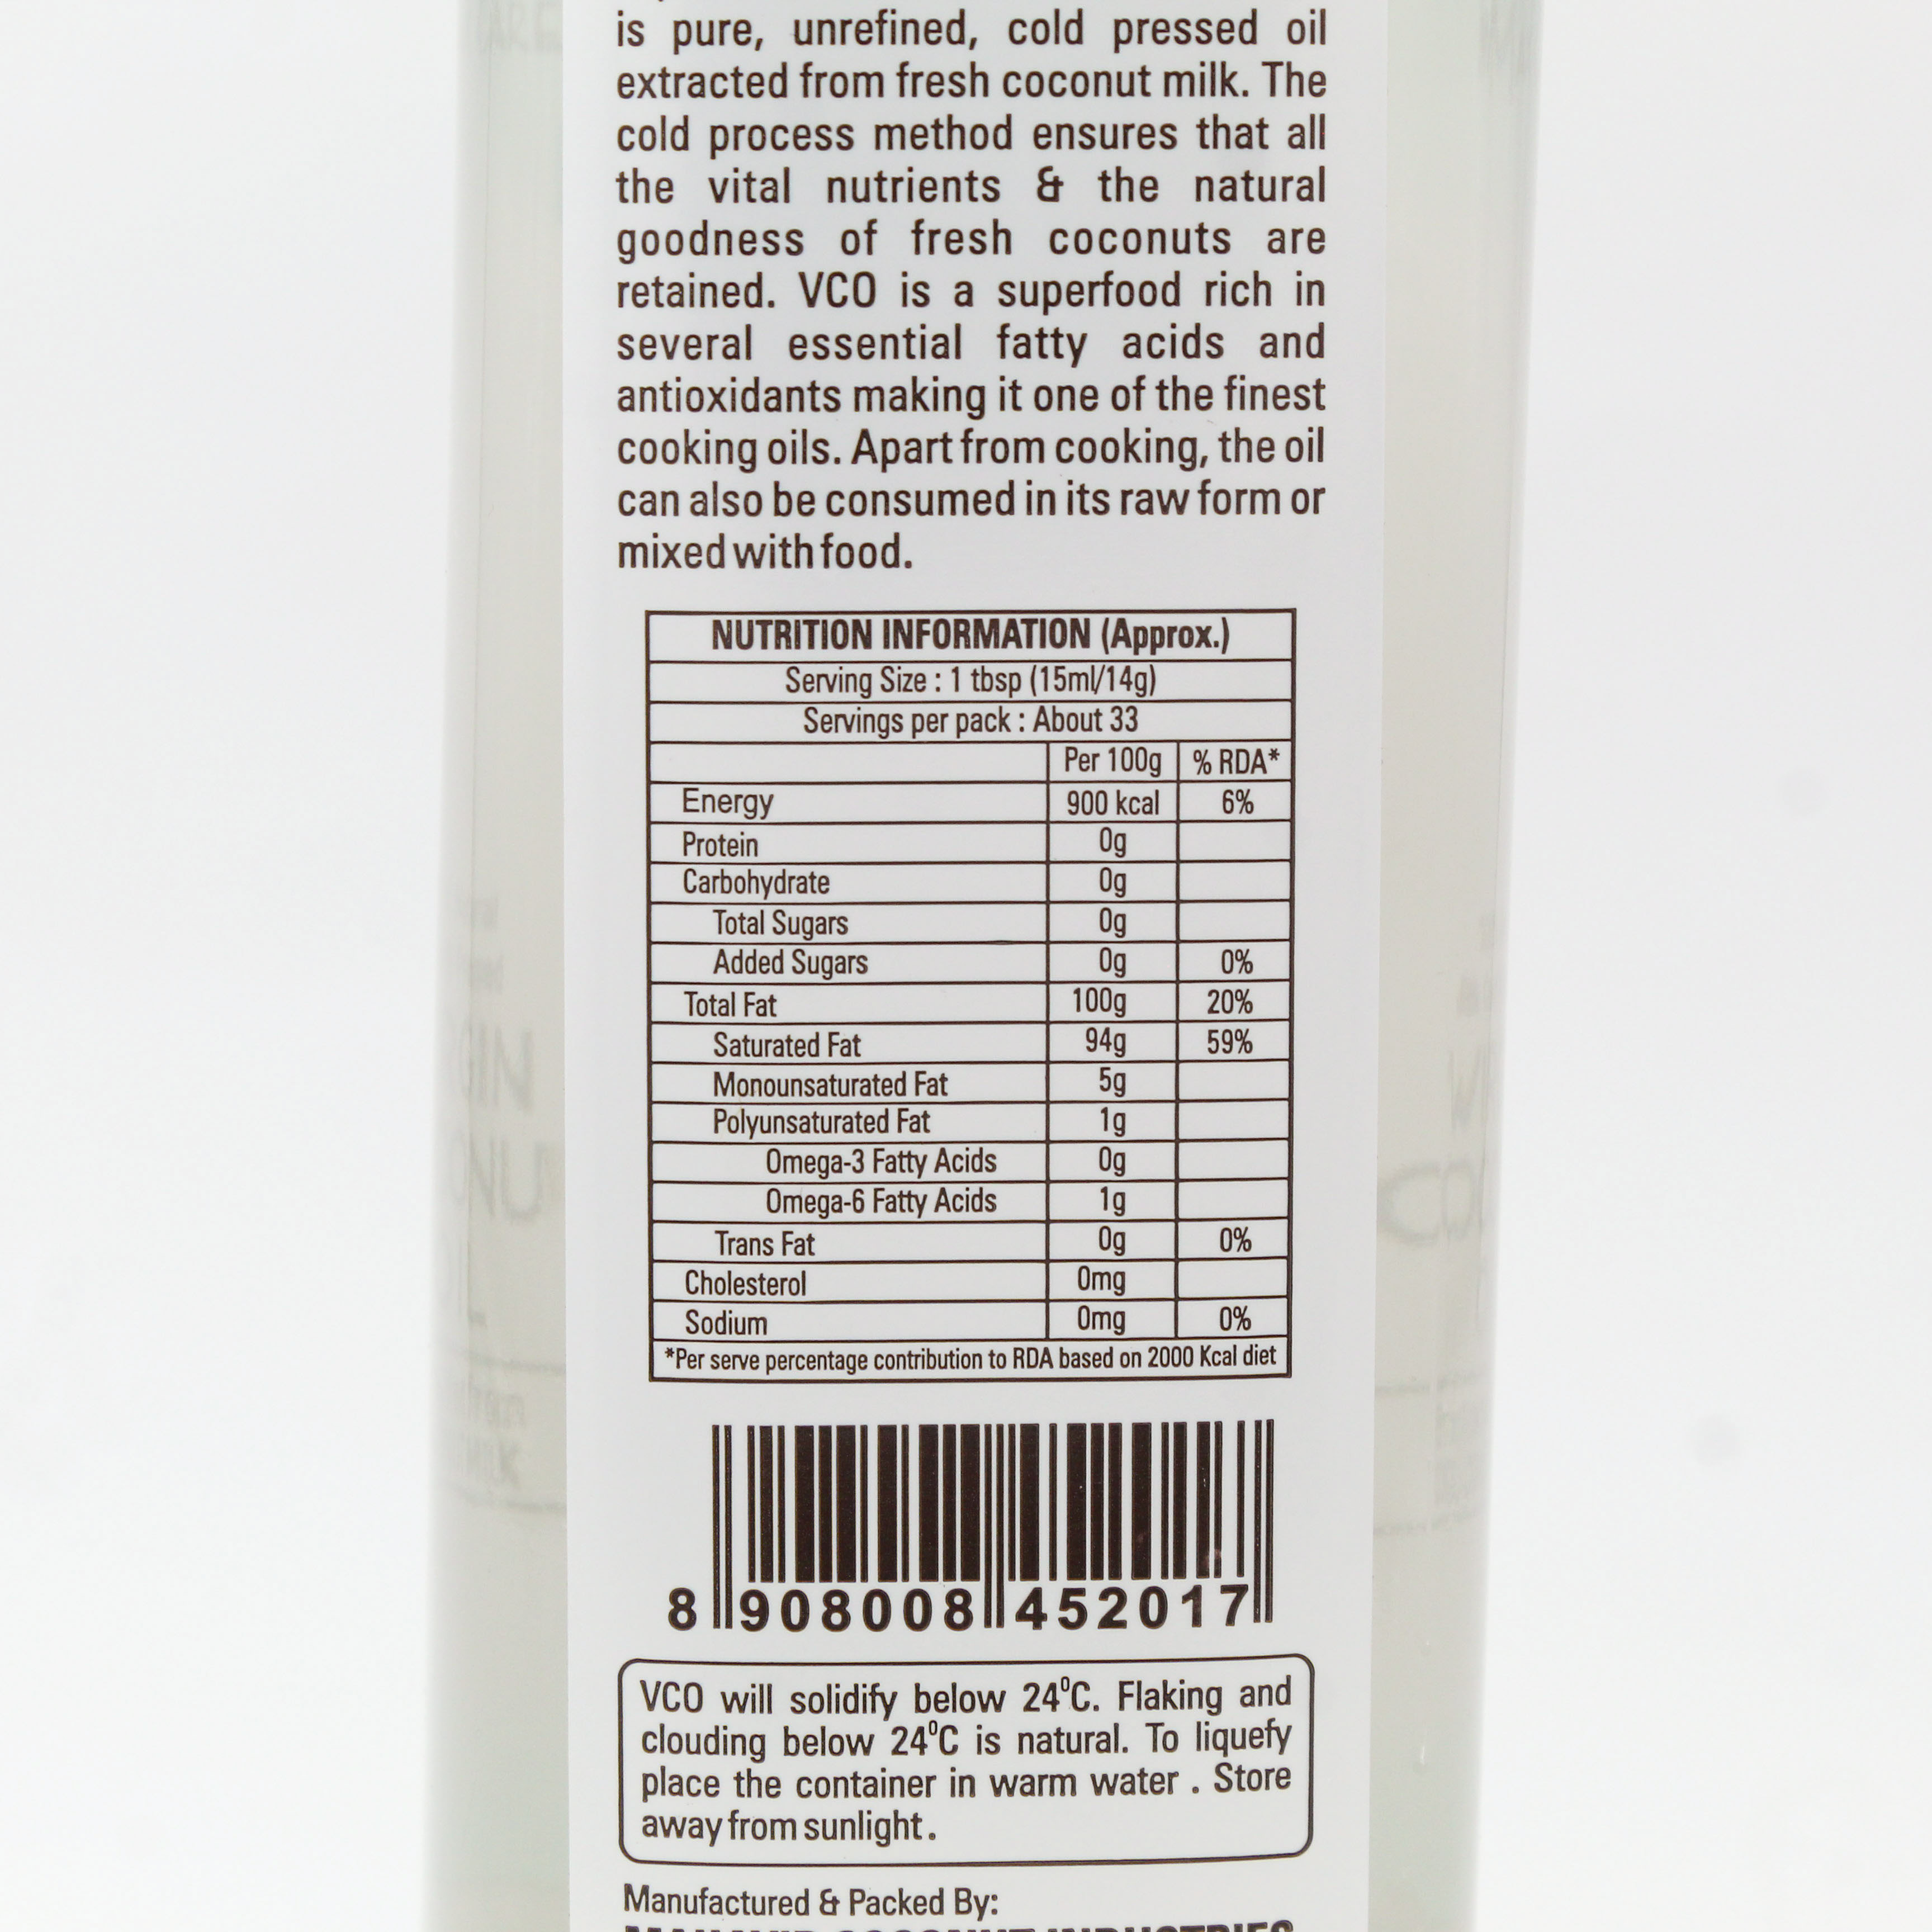 is pure, unrefined, cold pressed oil
extracted from fresh coconut milk. The
cold process method ensures that all
the vital nutrients & the natural
goodness of fresh coconuts are
retained. VCO is a superfood rich in
several essential fatty acids and
antioxidants making it one of the finest
cooking oils. Apart from cooking, the oil
can also be consumed in its raw form or
mixed with food.
NUTRITION INFORMATION (Approx.)
Serving Size : 1 tbsp (15ml/14g)
Servings per pack : About 33
Per 100g % RDA*
Energy 900 kcal 6%
Protein 0g
Carbohydrate 0g
Total Sugars 0g
Added Sugars 0g 0%
Total Fat 100g 20%
Saturated Fat 94g 59%
Monounsaturated Fat 5g
Polyunsaturated Fat 1g
Omega-3 Fatty Acids 0g
Omega-6 Fatty Acids 1g
Trans Fat 0g 0%
Cholesterol 0mg
Sodium 0mg 0%
*Per serve percentage contribution to RDA based on 2000 Kcal diet
8 908008 452017
VCO will solidify below 24⁰C. Flaking and
clouding below 24⁰C is natural. To liquefy
place the container in warm water . Store
away from sunlight .
Manufactured & Packed By:
COCONUT INDUSTRIES